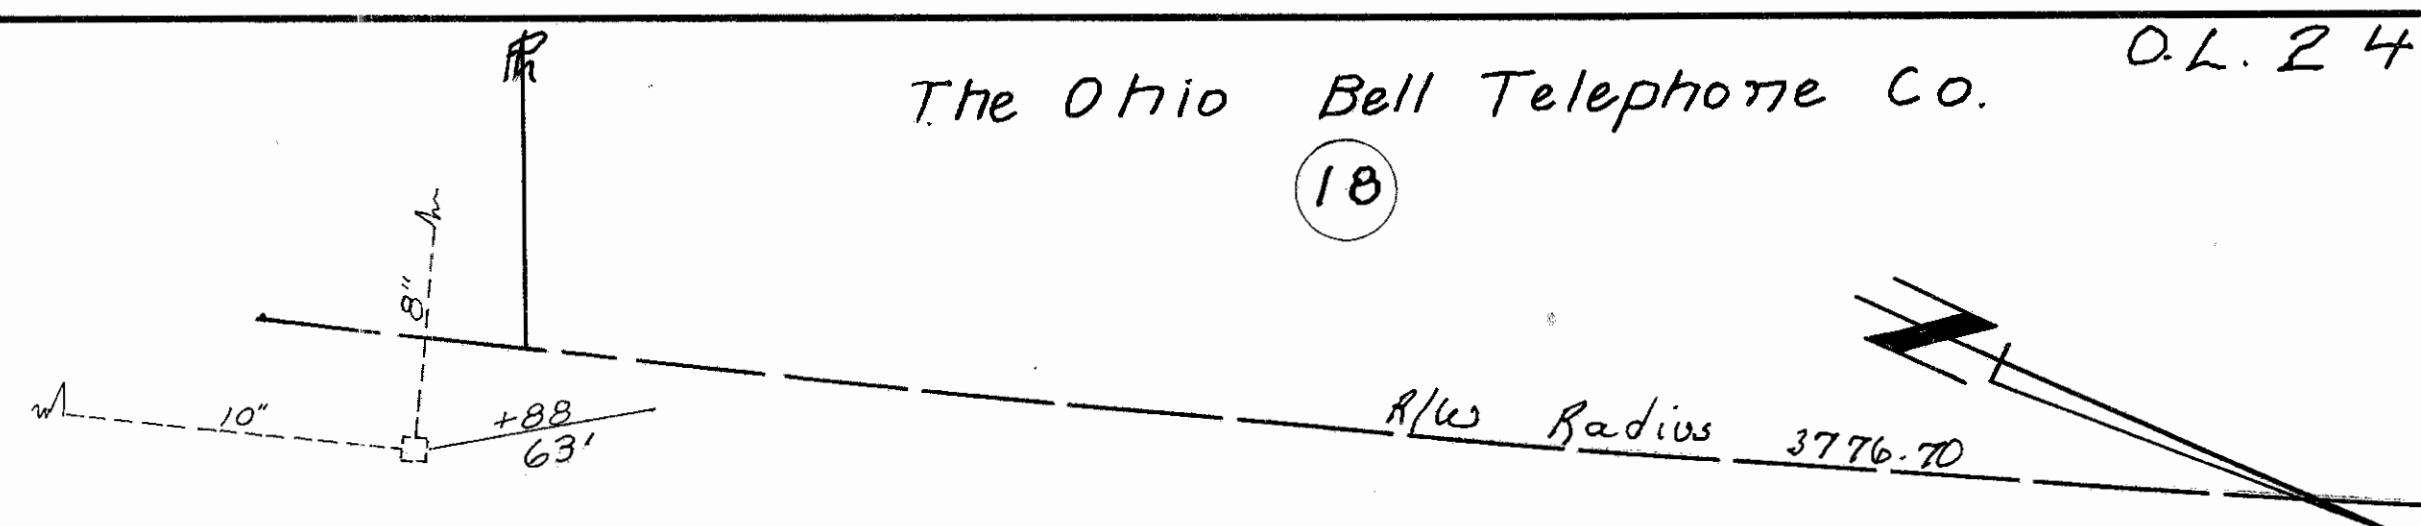 O.L. 24
The Ohio Bell Telephone Co.
18
8"
10"
+88
63'
R/W Radius 3776.70